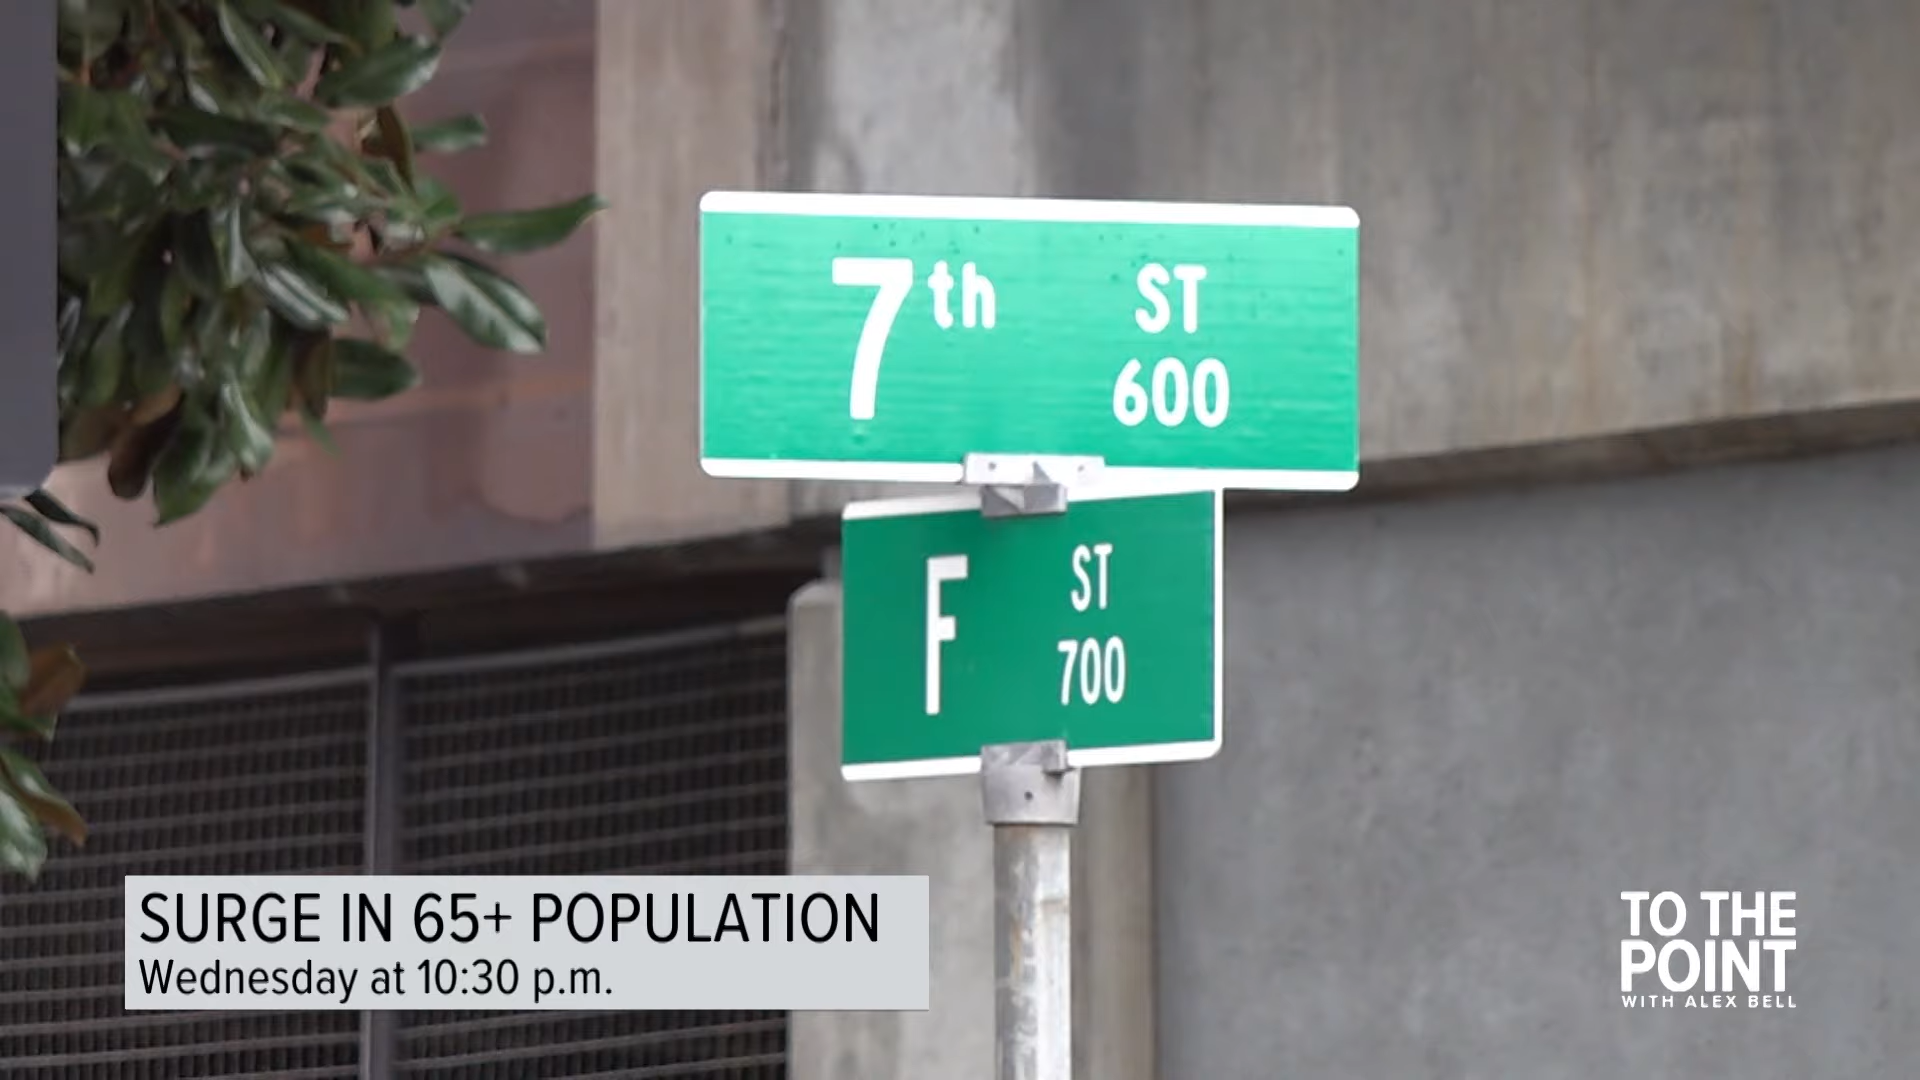 7th ST
600
F ST
700
SURGE IN 65+ POPULATION
Wednesday at 10:30 p.m.
TO THE
POINT
WITH ALEX BELL